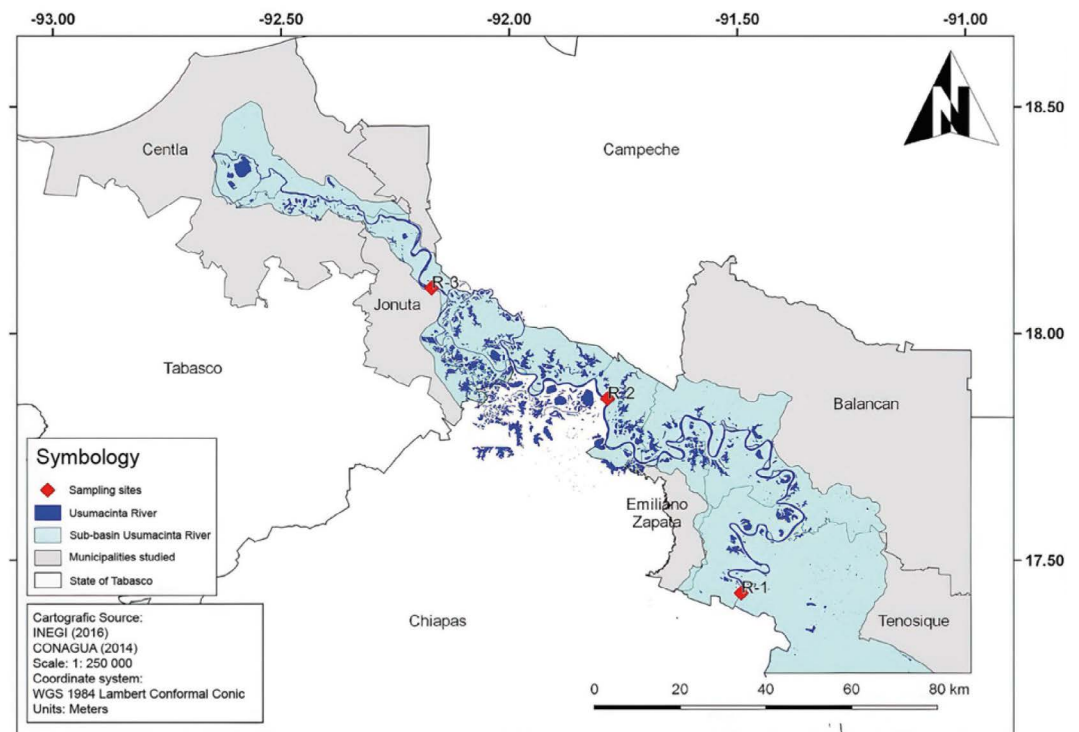 -93.00 -92.50 -92.00 -91.50 -91.00
N
18.50
Centla
Campeche
R-3
Jonuta
18.00
Tabasco
R-2
Balancan
Symbology
Sampling sites
Usumacinta River
Sub-basin Usumacinta River
Municipalities studied
State of Tabasco
Emiliano
Zapata
17.50
R-1
Chiapas
Tenosique
Cartografic Source:
INEGI (2016)
CONAGUA (2014)
Scale: 1: 250 000
Coordinate system:
WGS 1984 Lambert Conformal Conic
Units: Meters
0 20 40 60 80 km